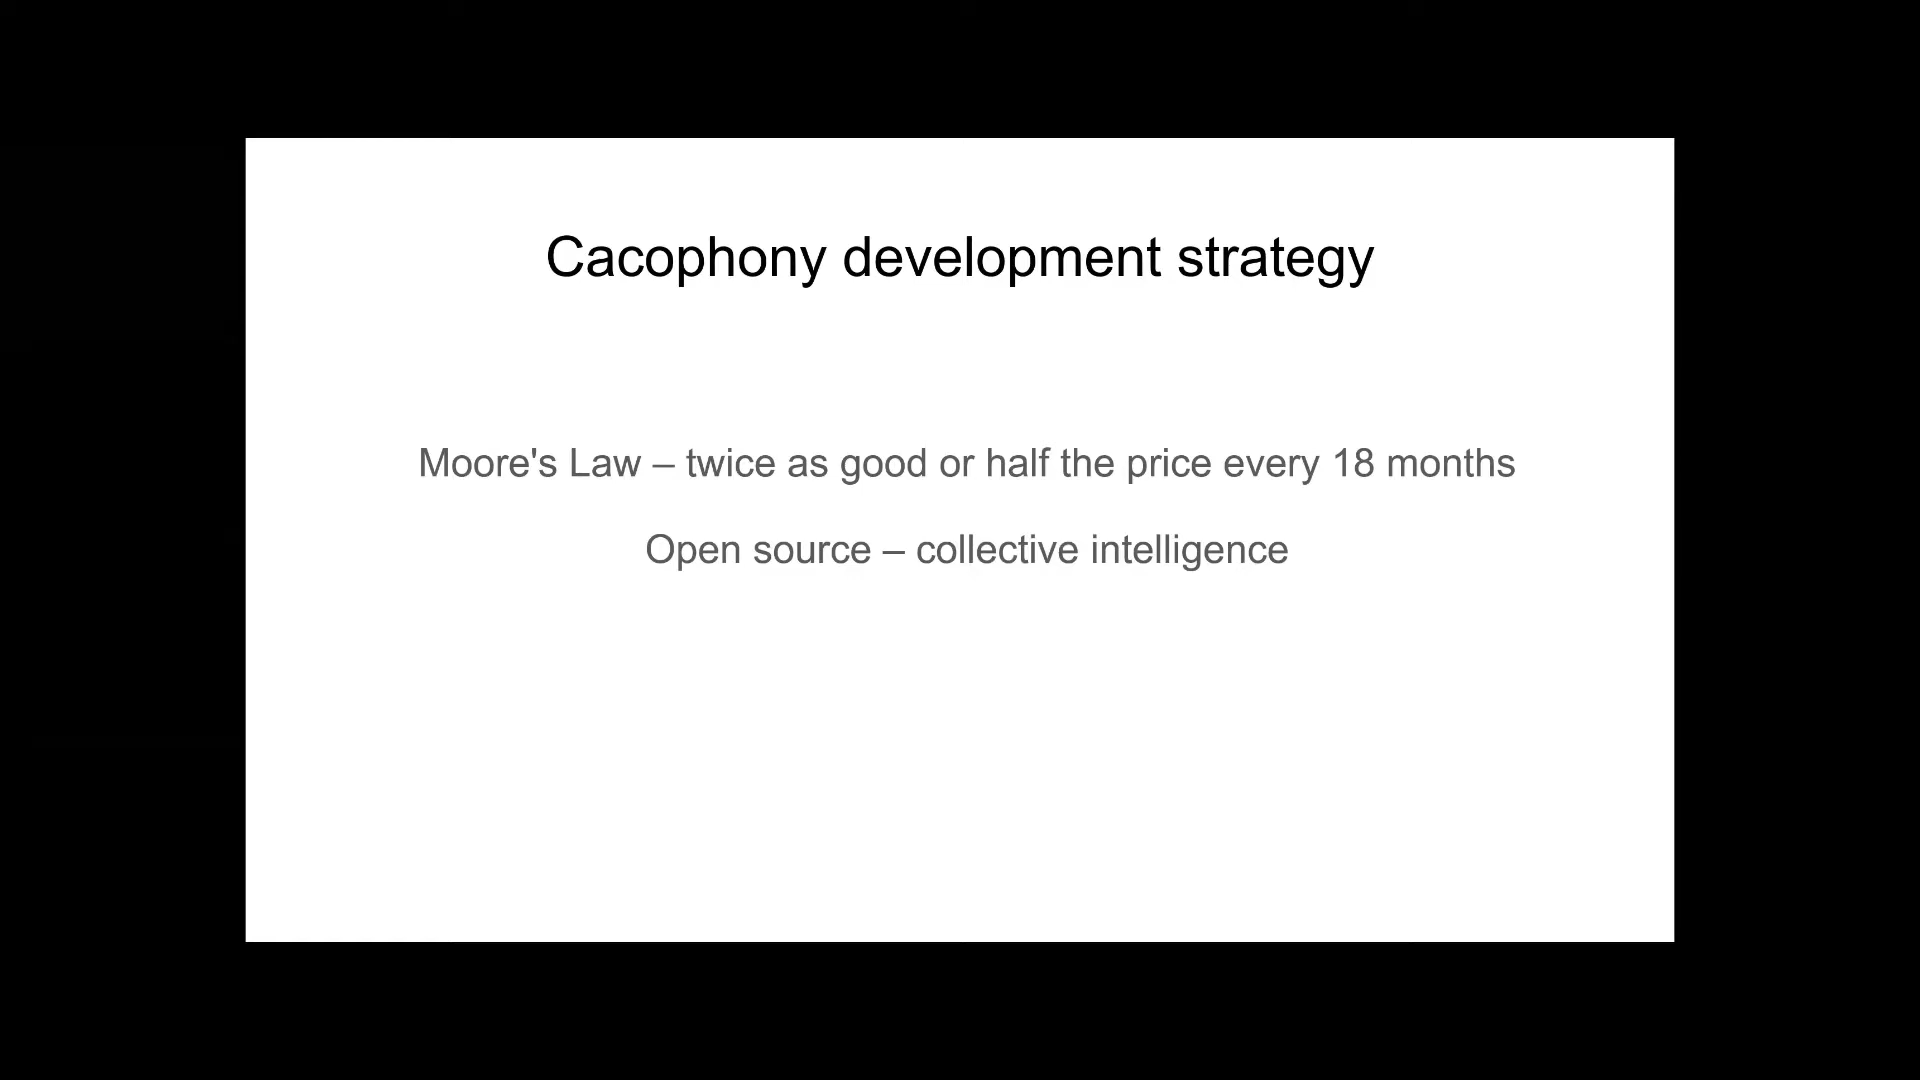 Cacophony development strategy
Moore's Law – twice as good or half the price every 18 months
Open source – collective intelligence